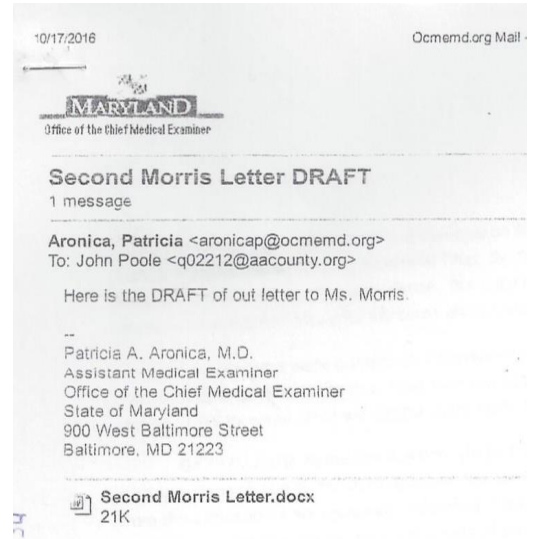 10/17/2016
Ocmemd.org Mail -
MARYLAND
Office of the Chief Medical Examiner
Second Morris Letter DRAFT
1 message
Aronica, Patricia <aronicap@ocmemd.org>
To: John Poole <q02212@aacounty.org>
Here is the DRAFT of out letter to Ms. Morris.
--
Patricia A. Aronica, M.D.
Assistant Medical Examiner
Office of the Chief Medical Examiner
State of Maryland
900 West Baltimore Street
Baltimore, MD 21223
Second Morris Letter.docx
21K